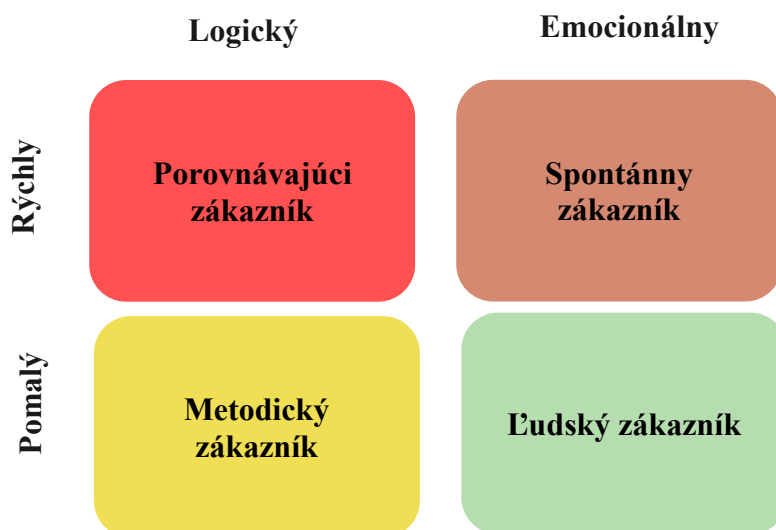 Logický
Emocionálny
Rýchly
Porovnávajúci
zákazník
Spontánny
zákazník
Pomalý
Metodický
zákazník
Ľudský zákazník